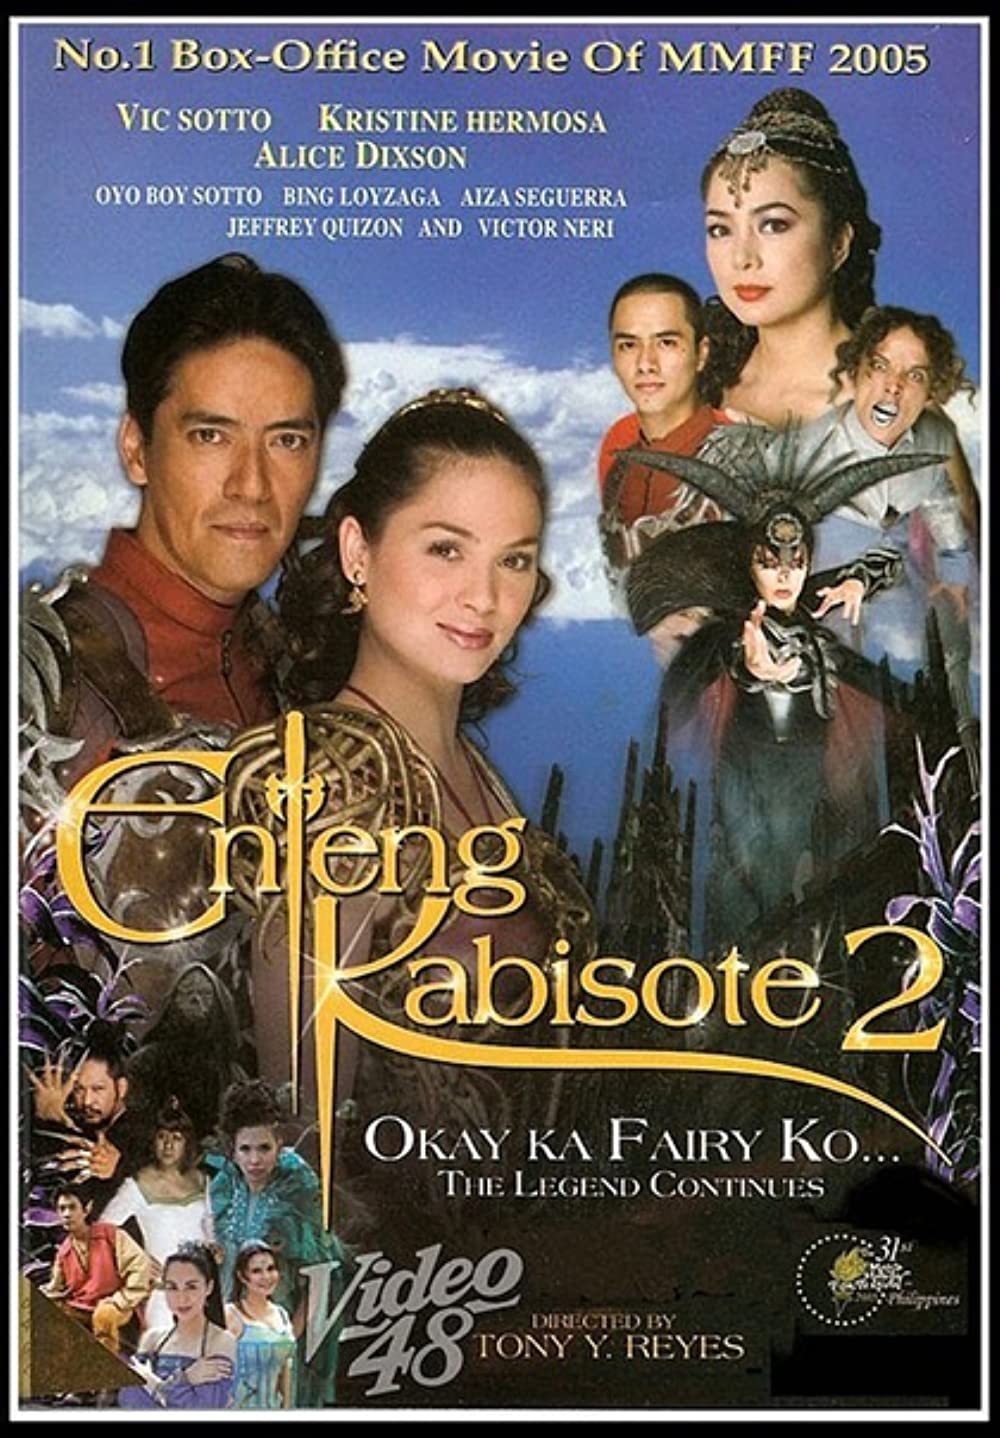 No.1 Box-Office Movie Of MMFF 2005
VIC SOTTO KRISTINE HERMOSA
ALICE DIXSON
OYO BOY SOTTO BING LOYZAGA AIZA SEGUERRA
JEFFREY QUIZON AND VICTOR NERI
Enteng
Kabisote 2
OKAY KA FAIRY KO...
THE LEGEND CONTINUES
31st
Philippines
Video
48
DIRECTED BY
TONY Y. REYES